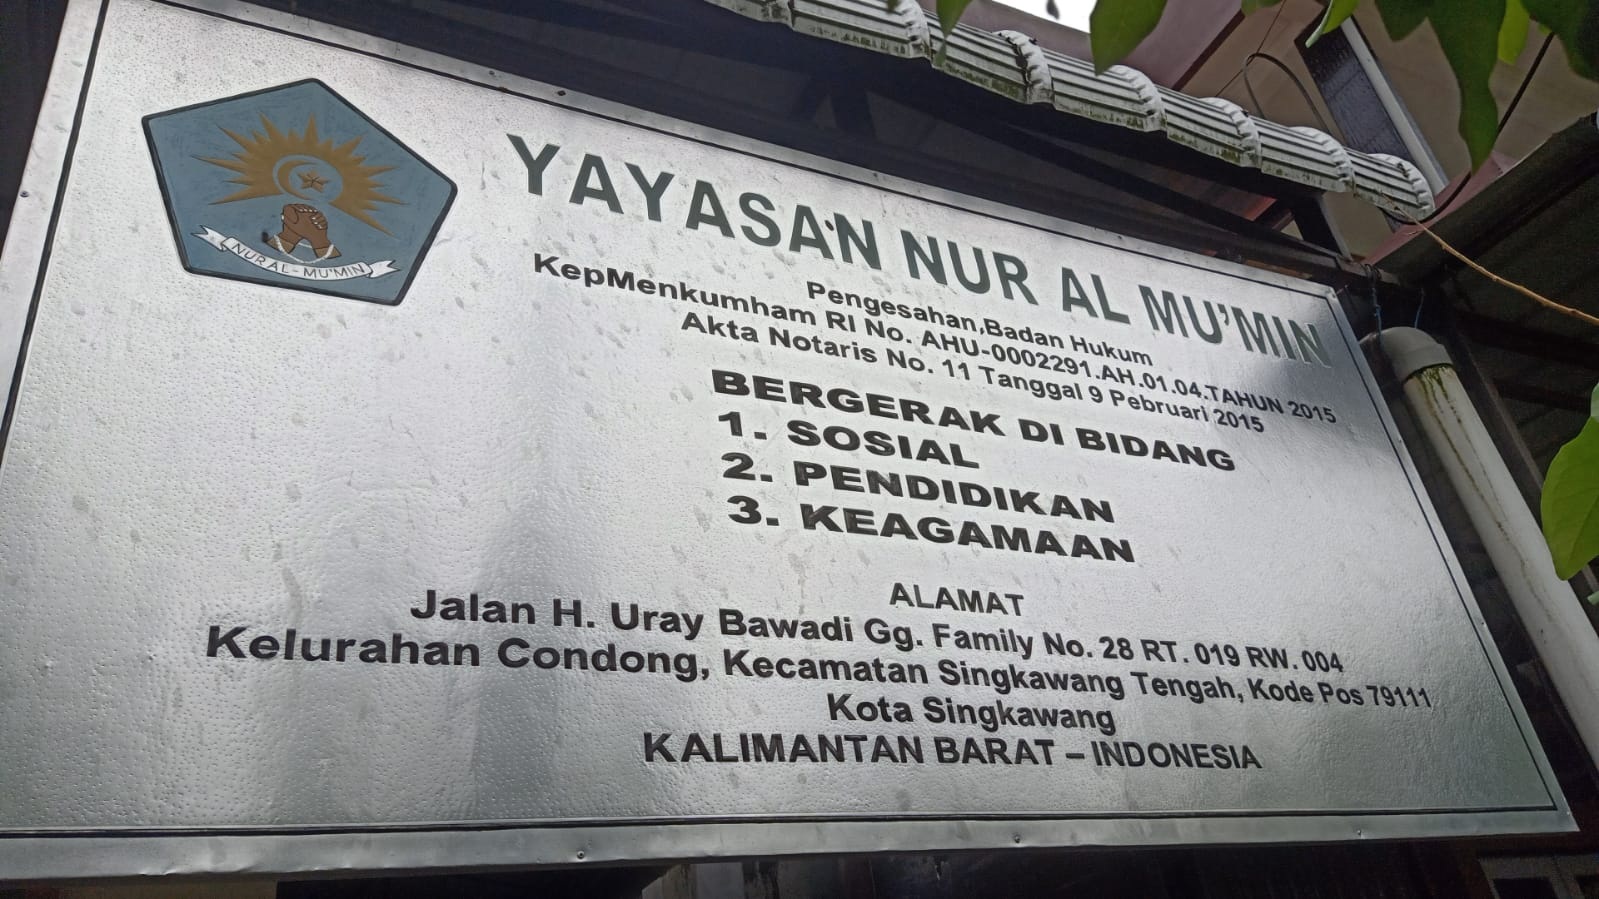 YAYASAN NUR AL MU'MIN
NUR AL-MU'MIN
Pengesahan,Badan Hukum
KepMenkumham RI No. AHU-0002291.AH.01.04.TAHUN 2015
Akta Notaris No. 11 Tanggal 9 Pebruari 2015
BERGERAK DI BIDANG
1. SOSIAL
2. PENDIDIKAN
3. KEAGAMAAN
ALAMAT
Jalan H. Uray Bawadi Gg. Family No. 28 RT. 019 RW. 004
Kelurahan Condong, Kecamatan Singkawang Tengah, Kode Pos 79111
Kota Singkawang
KALIMANTAN BARAT – INDONESIA